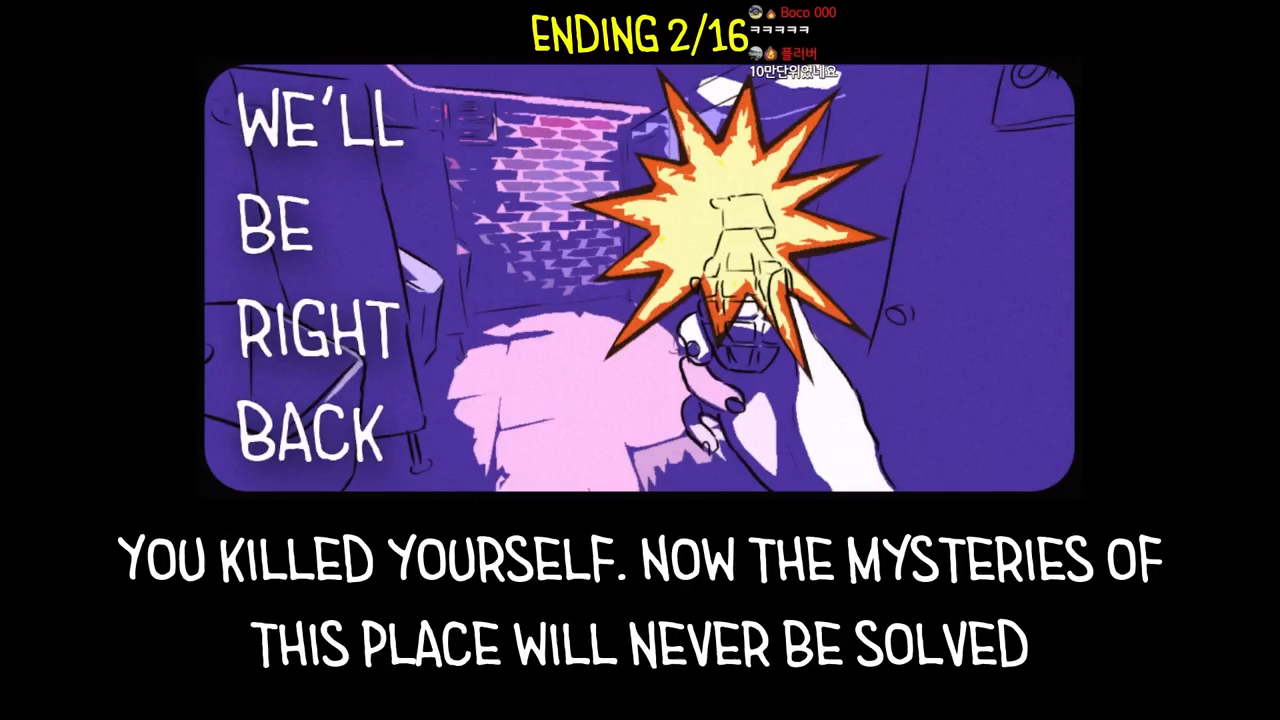 ENDING 2/16
Boco 000
ㅋㅋㅋㅋㅋ
플러버
10만단위였네요
WE'LL
BE
RIGHT
BACK
YOU KILLED YOURSELF. NOW THE MYSTERIES OF
THIS PLACE WILL NEVER BE SOLVED